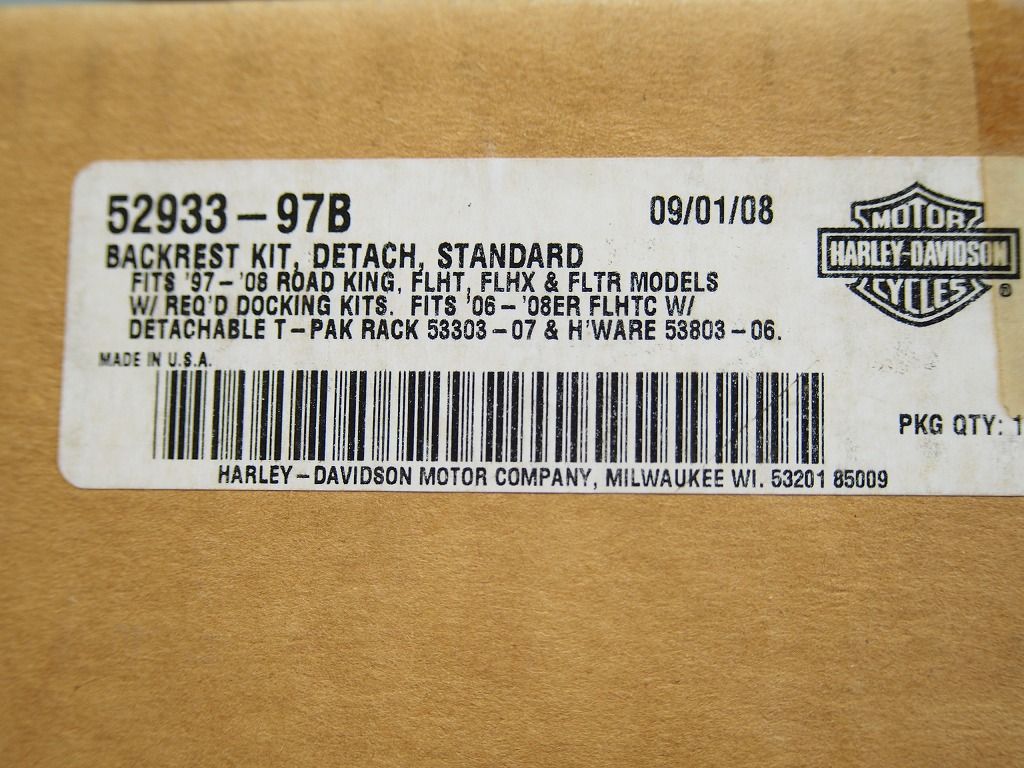 52933-97B 09/01/08
BACKREST KIT, DETACH, STANDARD
FITS '97-'08 ROAD KING, FLHT, FLHX & FLTR MODELS
W/ REQ'D DOCKING KITS. FITS '06-'08ER FLHTC W/
DETACHABLE T-PAK RACK 53303-07 & H'WARE 53803-06.
MADE IN U.S.A.
MOTOR
HARLEY-DAVIDSON
CYCLES
®
PKG QTY: 1
HARLEY-DAVIDSON MOTOR COMPANY, MILWAUKEE WI. 53201 85009